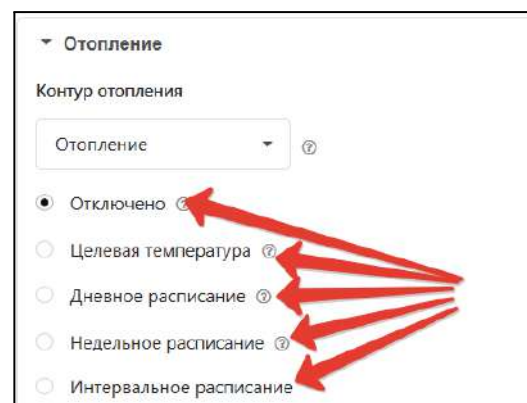 Отопление
Контур отопления
Отопление
Отключено
Целевая температура
Дневное расписание
Недельное расписание
Интервальное расписание